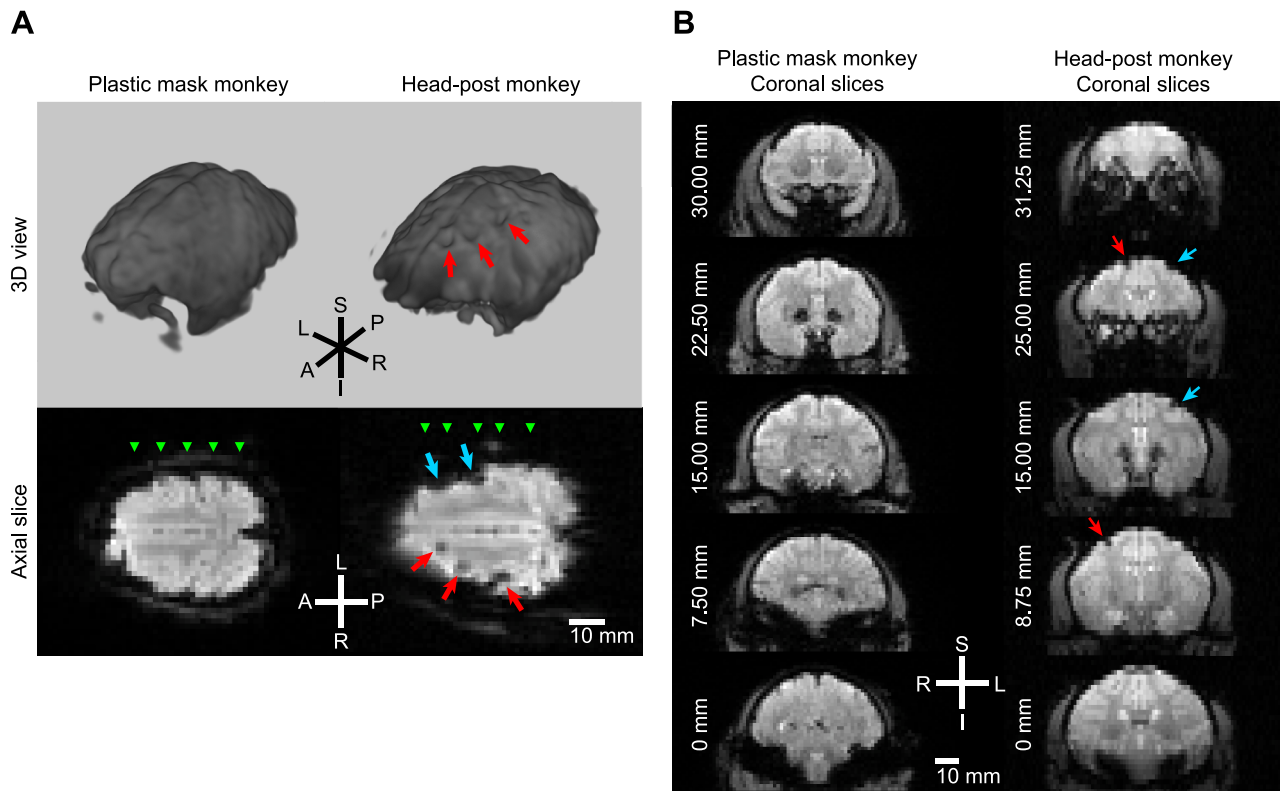 A
Plastic mask monkey
Head-post monkey
3D view
S
L
P
A
R
I
Axial slice
L
A
P
R
10 mm
B
Plastic mask monkey
Coronal slices
Head-post monkey
Coronal slices
30.00 mm
31.25 mm
22.50 mm
25.00 mm
15.00 mm
15.00 mm
7.50 mm
8.75 mm
0 mm
0 mm
S
R
L
I
10 mm